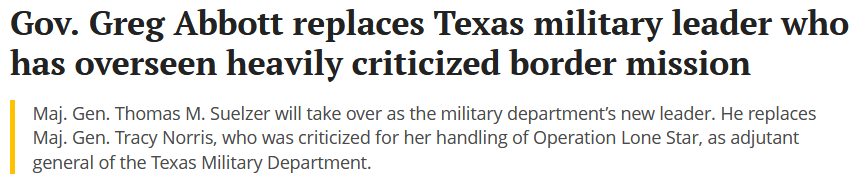 Gov. Greg Abbott replaces Texas military leader who
has overseen heavily criticized border mission
Maj. Gen. Thomas M. Suelzer will take over as the military department’s new leader. He replaces
Maj. Gen. Tracy Norris, who was criticized for her handling of Operation Lone Star, as adjutant
general of the Texas Military Department.